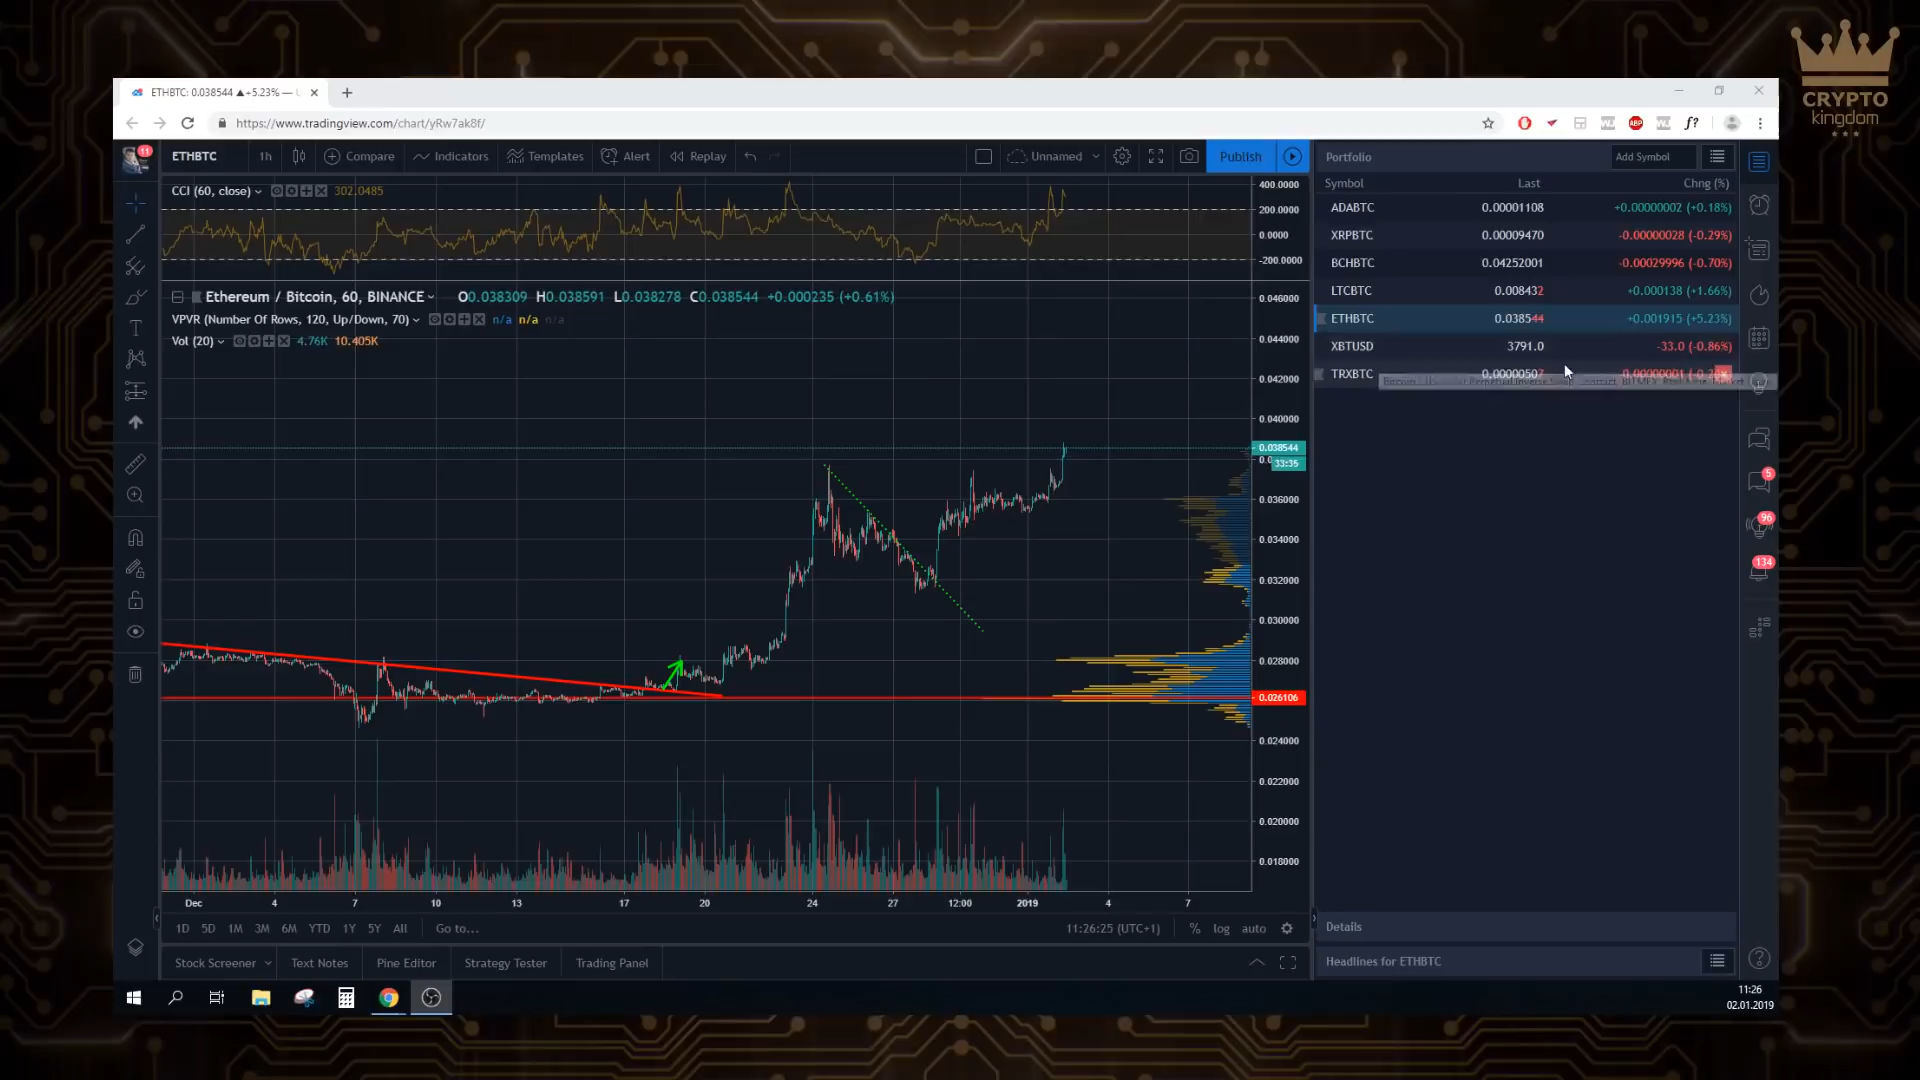 CRYPTO
kingdom
ETHBTC: 0.038544 ▲+5.23% —
https://www.tradingview.com/chart/yRw7ak8f/
11
ETHBTC 1h Compare Indicators Templates Alert Replay Unnamed Publish
CCI (60, close) 302.0485
400.0000
200.0000
0.0000
-200.0000
Ethereum / Bitcoin, 60, BINANCE O0.038309 H0.038591 L0.038278 C0.038544 +0.000235 (+0.61%)
VPVR (Number Of Rows, 120, Up/Down, 70) n/a n/a n/a
Vol (20) 4.76K 10.405K
0.046000
0.044000
0.042000
0.040000
0.038544
33:35
0.036000
0.034000
0.032000
0.030000
0.028000
0.026106
0.024000
0.022000
0.020000
0.018000
Dec 4 7 10 13 17 20 24 27 12:00 2019 4 7
1D 5D 1M 3M 6M YTD 1Y 5Y All Go to... 11:26:25 (UTC+1) % log auto
Stock Screener Text Notes Pine Editor Strategy Tester Trading Panel
Portfolio Add Symbol
Symbol Last Chng (%)
ADABTC 0.00001108 +0.00000002 (+0.18%)
XRPBTC 0.00009470 -0.00000028 (-0.29%)
BCHBTC 0.04252001 -0.00029996 (-0.70%)
LTCBTC 0.008432 +0.000138 (+1.66%)
ETHBTC 0.038544 +0.001915 (+5.23%)
XBTUSD 3791.0 -33.0 (-0.86%)
TRXBTC 0.00000507
5
96
134
Details
Headlines for ETHBTC
11:26
02.01.2019